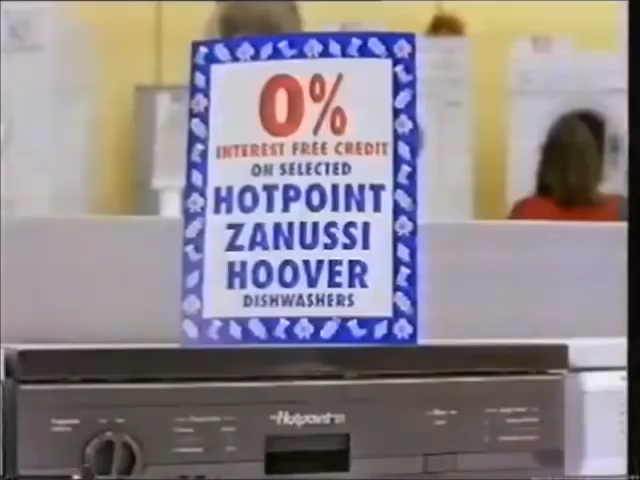 0%
INTEREST FREE CREDIT
ON SELECTED
HOTPOINT
ZANUSSI
HOOVER
DISHWASHERS
Hotpoint